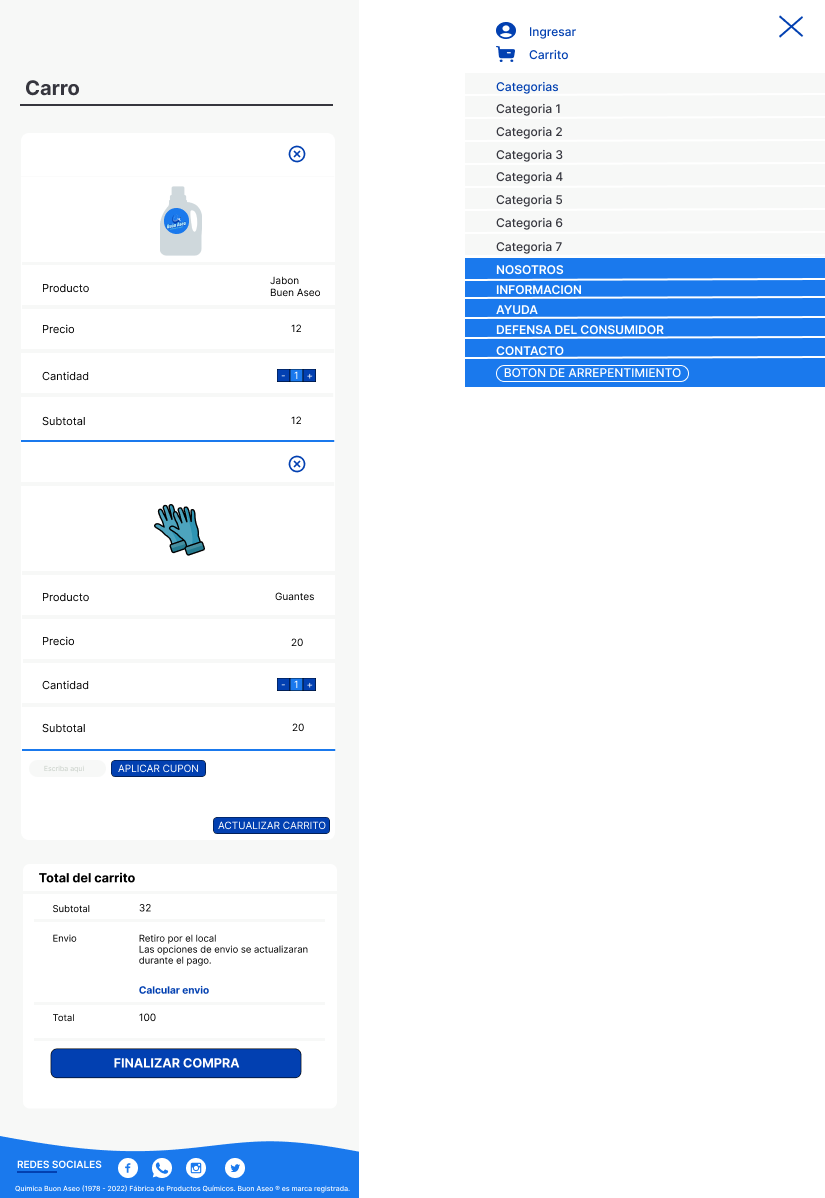 Carro
Buen Aseo
Producto
Jabon
Buen Aseo
Precio
12
Cantidad
- 1 +
Subtotal
12
Producto
Guantes
Precio
20
Cantidad
- 1 +
Subtotal
20
Escriba aqui
APLICAR CUPON
ACTUALIZAR CARRITO
Total del carrito
Subtotal
32
Envio
Retiro por el local
Las opciones de envio se actualizaran
durante el pago.
Calcular envio
Total
100
FINALIZAR COMPRA
REDES SOCIALES
Quimica Buen Aseo (1978 - 2022) Fábrica de Productos Químicos. Buen Aseo ® es marca registrada.
Ingresar
Carrito
Categorias
Categoria 1
Categoria 2
Categoria 3
Categoria 4
Categoria 5
Categoria 6
Categoria 7
NOSOTROS
INFORMACION
AYUDA
DEFENSA DEL CONSUMIDOR
CONTACTO
BOTON DE ARREPENTIMIENTO